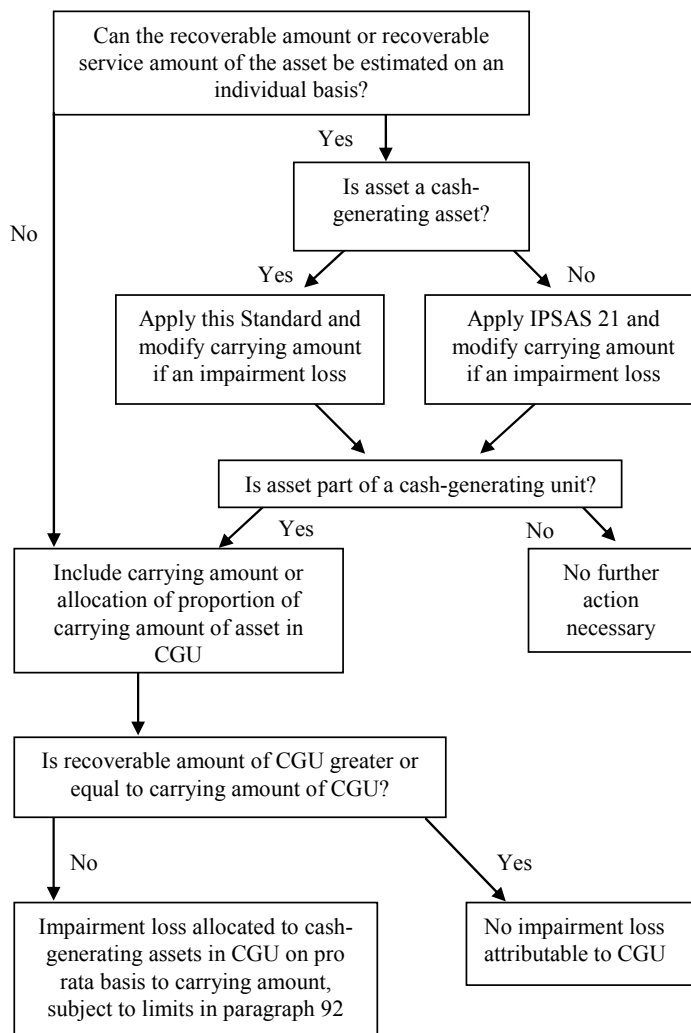 Can the recoverable amount or recoverable
service amount of the asset be estimated on an
individual basis?
Yes
Is asset a cash-
generating asset?
No
Yes
No
Apply this Standard and
modify carrying amount
if an impairment loss
Apply IPSAS 21 and
modify carrying amount
if an impairment loss
Is asset part of a cash-generating unit?
Yes
No
Include carrying amount or
allocation of proportion of
carrying amount of asset in
CGU
No further
action
necessary
Is recoverable amount of CGU greater or
equal to carrying amount of CGU?
No
Yes
Impairment loss allocated to cash-
generating assets in CGU on pro
rata basis to carrying amount,
subject to limits in paragraph 92
No impairment loss
attributable to CGU